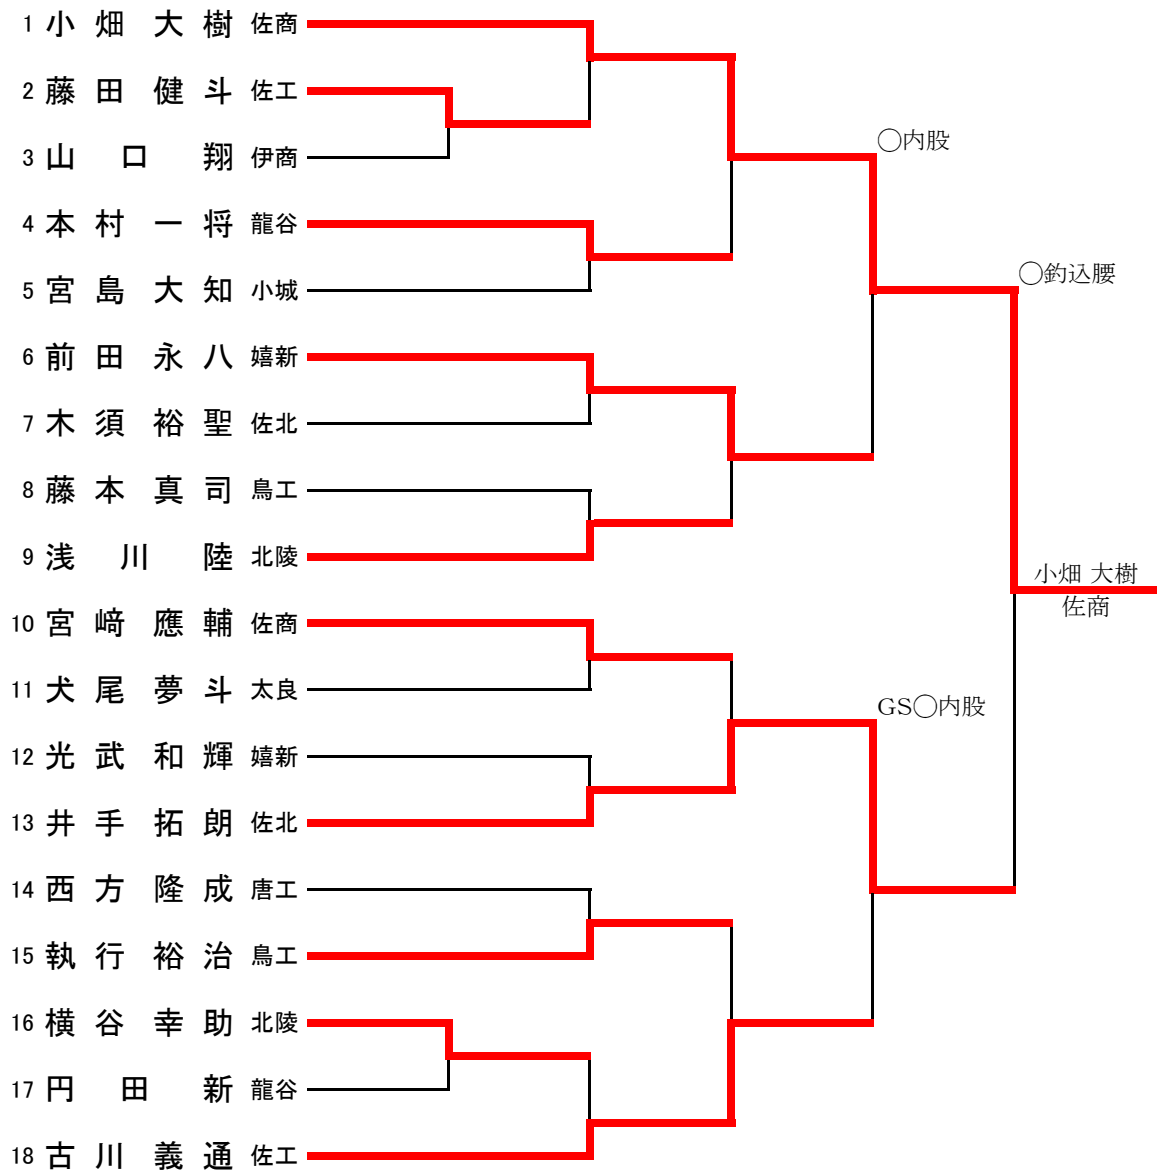 1 小畑 大樹 佐商
2 藤田 健斗 佐工
3 山口 翔 伊商
〇内股
4 本村 一将 龍谷
〇釣込腰
5 宮島 大知 小城
6 前田 永八 嬉新
7 木須 裕聖 佐北
8 藤本 真司 鳥工
9 浅川 陸 北陵
小畑 大樹
佐商
10 宮﨑 應輔 佐商
11 犬尾 夢斗 太良
GS〇内股
12 光武 和輝 嬉新
13 井手 拓朗 佐北
14 西方 隆成 唐工
15 執行 裕治 鳥工
16 横谷 幸助 北陵
17 円田 新 龍谷
18 古川 義通 佐工